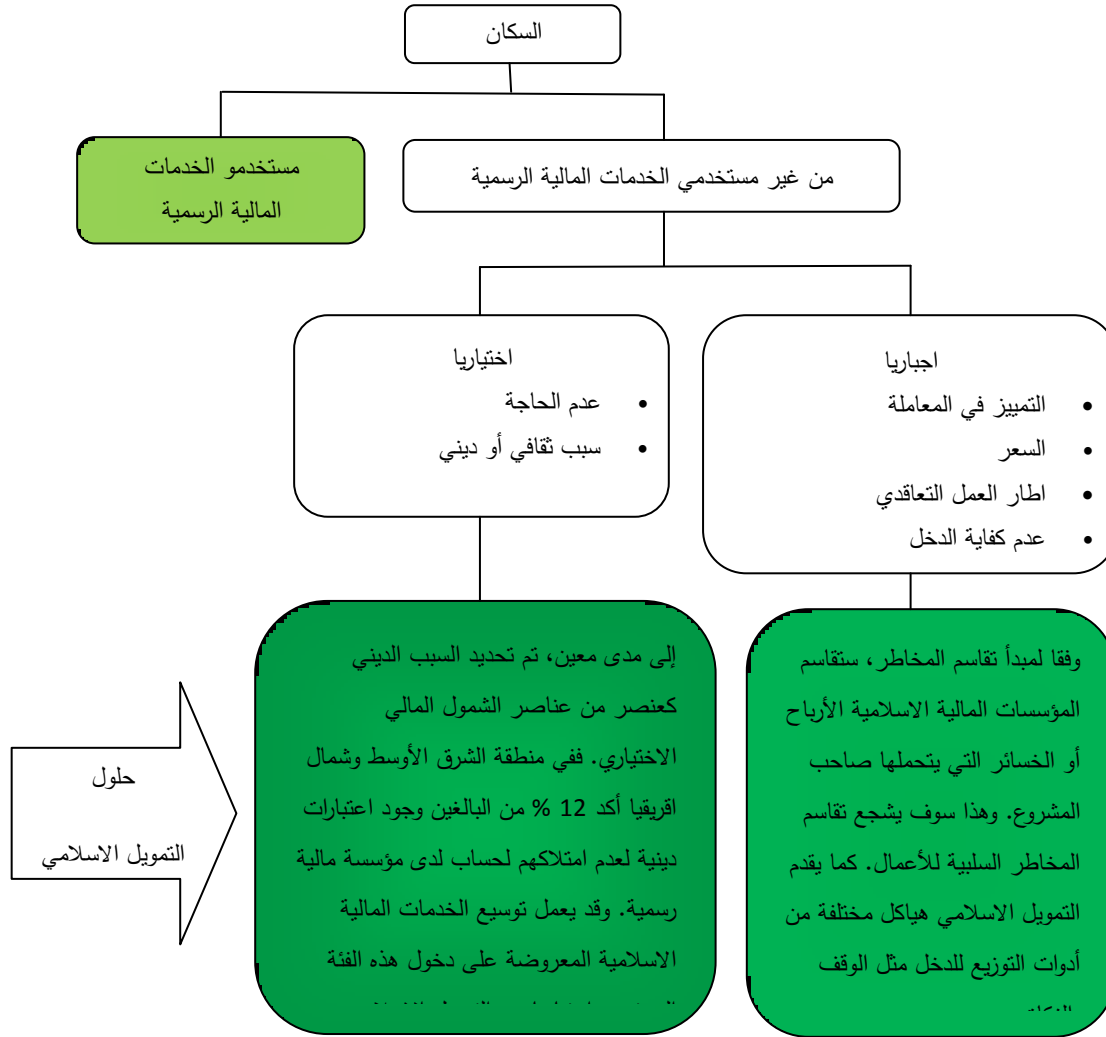 السكان
من غير مستخدمي الخدمات المالية الرسمية
مستخدمو الخدمات
المالية الرسمية
اجباريا
• التمييز في المعاملة
• السعر
• اطار العمل التعاقدي
• عدم كفاية الدخل
اختياريا
• عدم الحاجة
• سبب ثقافي أو ديني
وفقا لمبدأ تقاسم المخاطر، ستقاسم
المؤسسات المالية الاسلامية الأرباح
أو الخسائر التي يتحملها صاحب
المشروع. وهذا سوف يشجع تقاسم
المخاطر السلبية للأعمال. كما يقدم
التمويل الاسلامي هياكل مختلفة من
أدوات التوزيع للدخل مثل الوقف
إلى مدى معين، تم تحديد السبب الديني
كعنصر من عناصر الشمول المالي
الاختياري. ففي منطقة الشرق الأوسط وشمال
افريقيا أكد 12 % من البالغين وجود اعتبارات
دينية لعدم امتلاكهم لحساب لدى مؤسسة مالية
رسمية. وقد يعمل توسيع الخدمات المالية
الاسلامية المعروضة على دخول هذه الفئة
حلول
التمويل الاسلامي